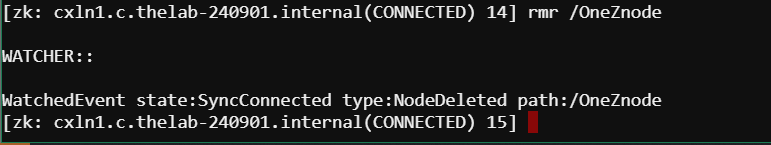 [zk: cxln1.c.thelab-240901.internal(CONNECTED) 14] rmr /OneZnode
WATCHER::
WatchedEvent state:SyncConnected type:NodeDeleted path:/OneZnode
[zk: cxln1.c.thelab-240901.internal(CONNECTED) 15]